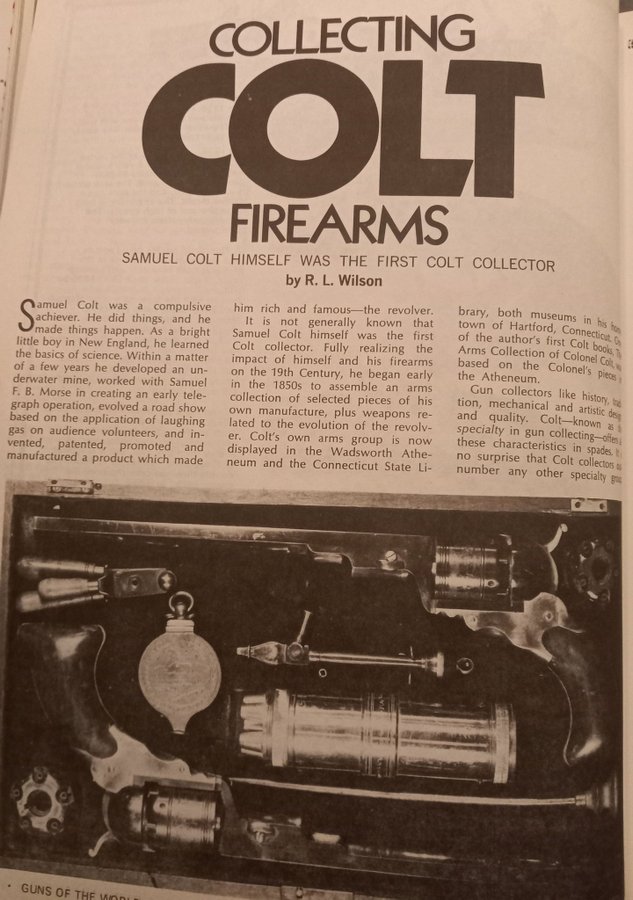 COLLECTING
COLT
FIREARMS
SAMUEL COLT HIMSELF WAS THE FIRST COLT COLLECTOR
by R. L. Wilson
Samuel Colt was a compulsive
achiever. He did things, and he
made things happen. As a bright
little boy in New England, he learned
the basics of science. Within a matter
of a few years he developed an un-
derwater mine, worked with Samuel
F. B. Morse in creating an early tele-
graph operation, evolved a road show
based on the application of laughing
gas on audience volunteers, and in-
vented, patented, promoted and
manufactured a product which made
him rich and famous—the revolver.
It is not generally known that
Samuel Colt himself was the first
Colt collector. Fully realizing the
impact of himself and his firearms
on the 19th Century, he began early
in the 1850s to assemble an arms
collection of selected pieces of his
own manufacture, plus weapons re-
lated to the evolution of the revolv-
er. Colt's own arms group is now
displayed in the Wadsworth Athe-
neum and the Connecticut State Li-
brary, both museums in his
town of Hartford, Connecticut.
of the author's first Colt books,
Arms Collection of Colonel Colt,
based on the Colonel's pieces
the Atheneum.
Gun collectors like history,
tion, mechanical and artistic
and quality. Colt—known as
specialty in gun collecting—offers
these characteristics in spades.
no surprise that Colt collectors
number any other specialty
• GUNS OF THE